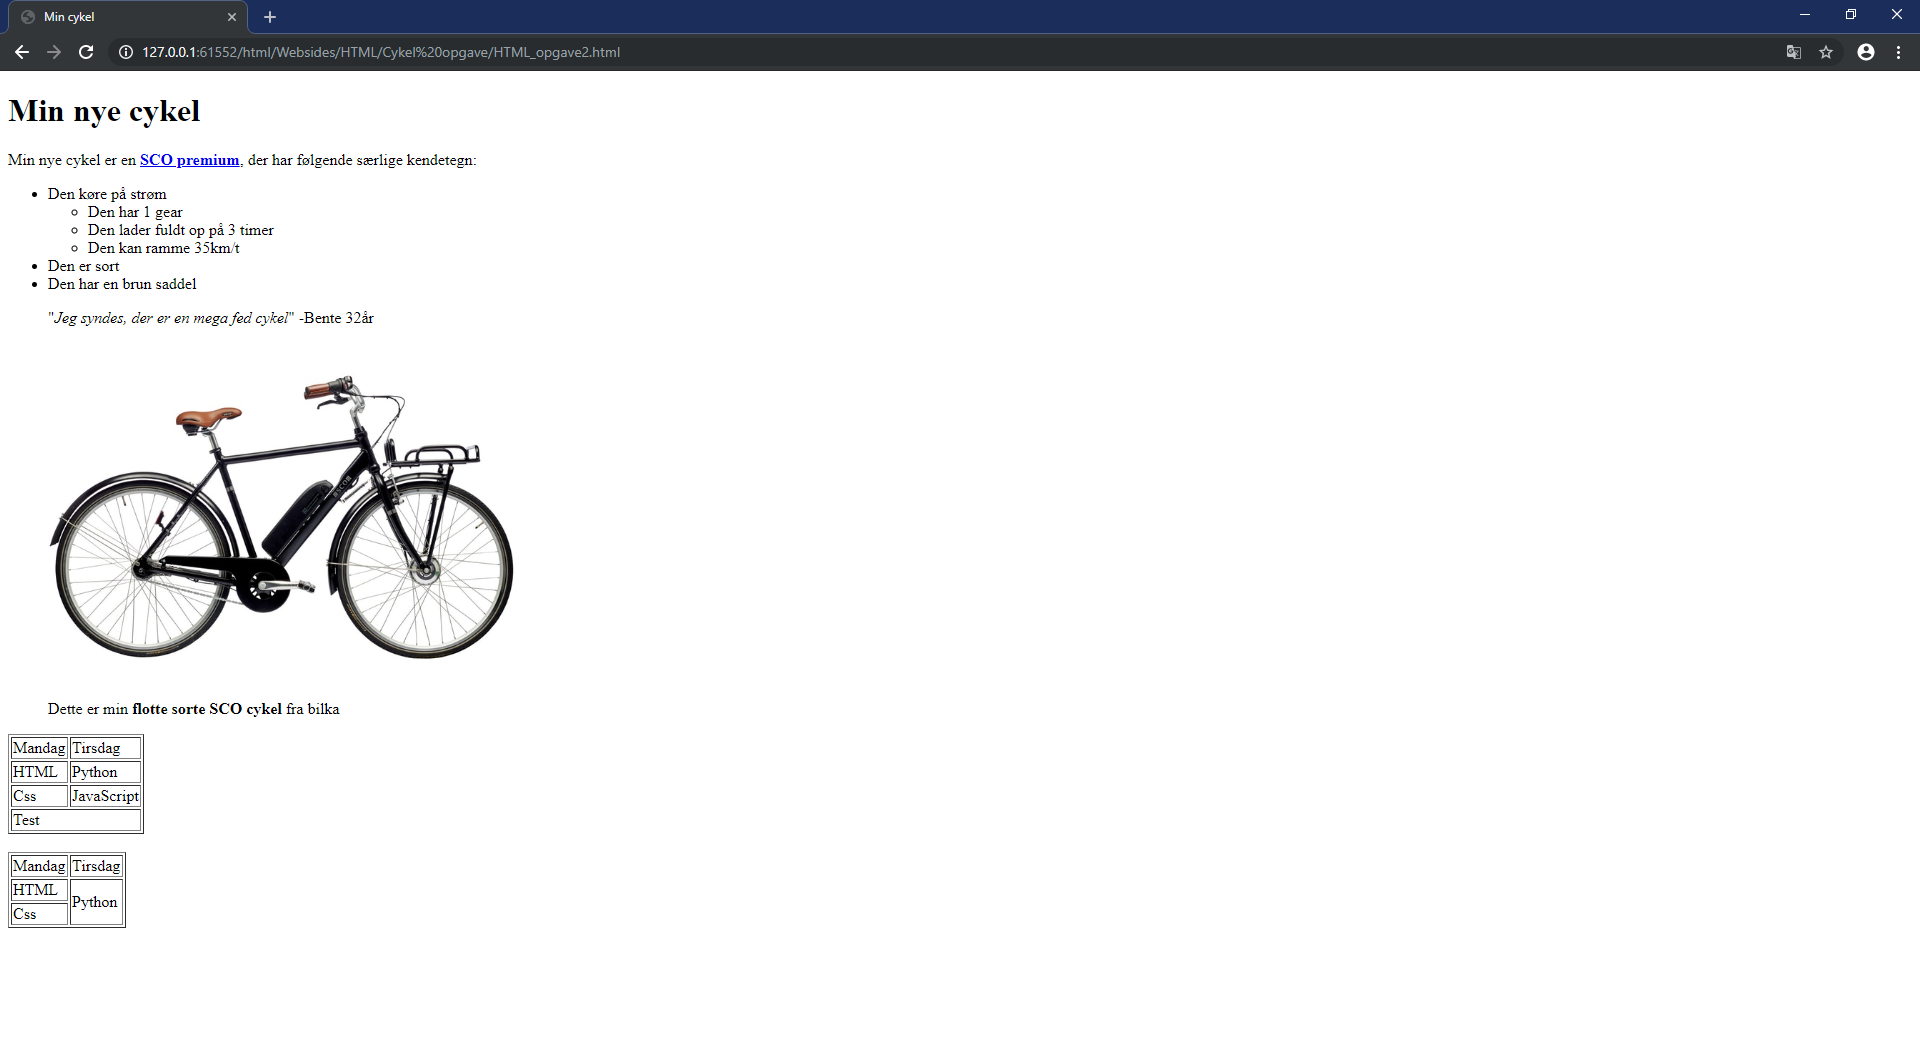 Min cykel
127.0.0.1:61552/html/Websides/HTML/Cykel%20opgave/HTML_opgave2.html
Min nye cykel
Min nye cykel er en SCO premium, der har følgende særlige kendetegn:
Den køre på strøm
Den har 1 gear
Den lader fuldt op på 3 timer
Den kan ramme 35km/t
Den er sort
Den har en brun saddel
"Jeg syndes, der er en mega fed cykel" -Bente 32år
SCO
Dette er min flotte sorte SCO cykel fra bilka
Mandag Tirsdag
HTML Python
Css JavaScript
Test
Mandag Tirsdag
HTML
Python
Css